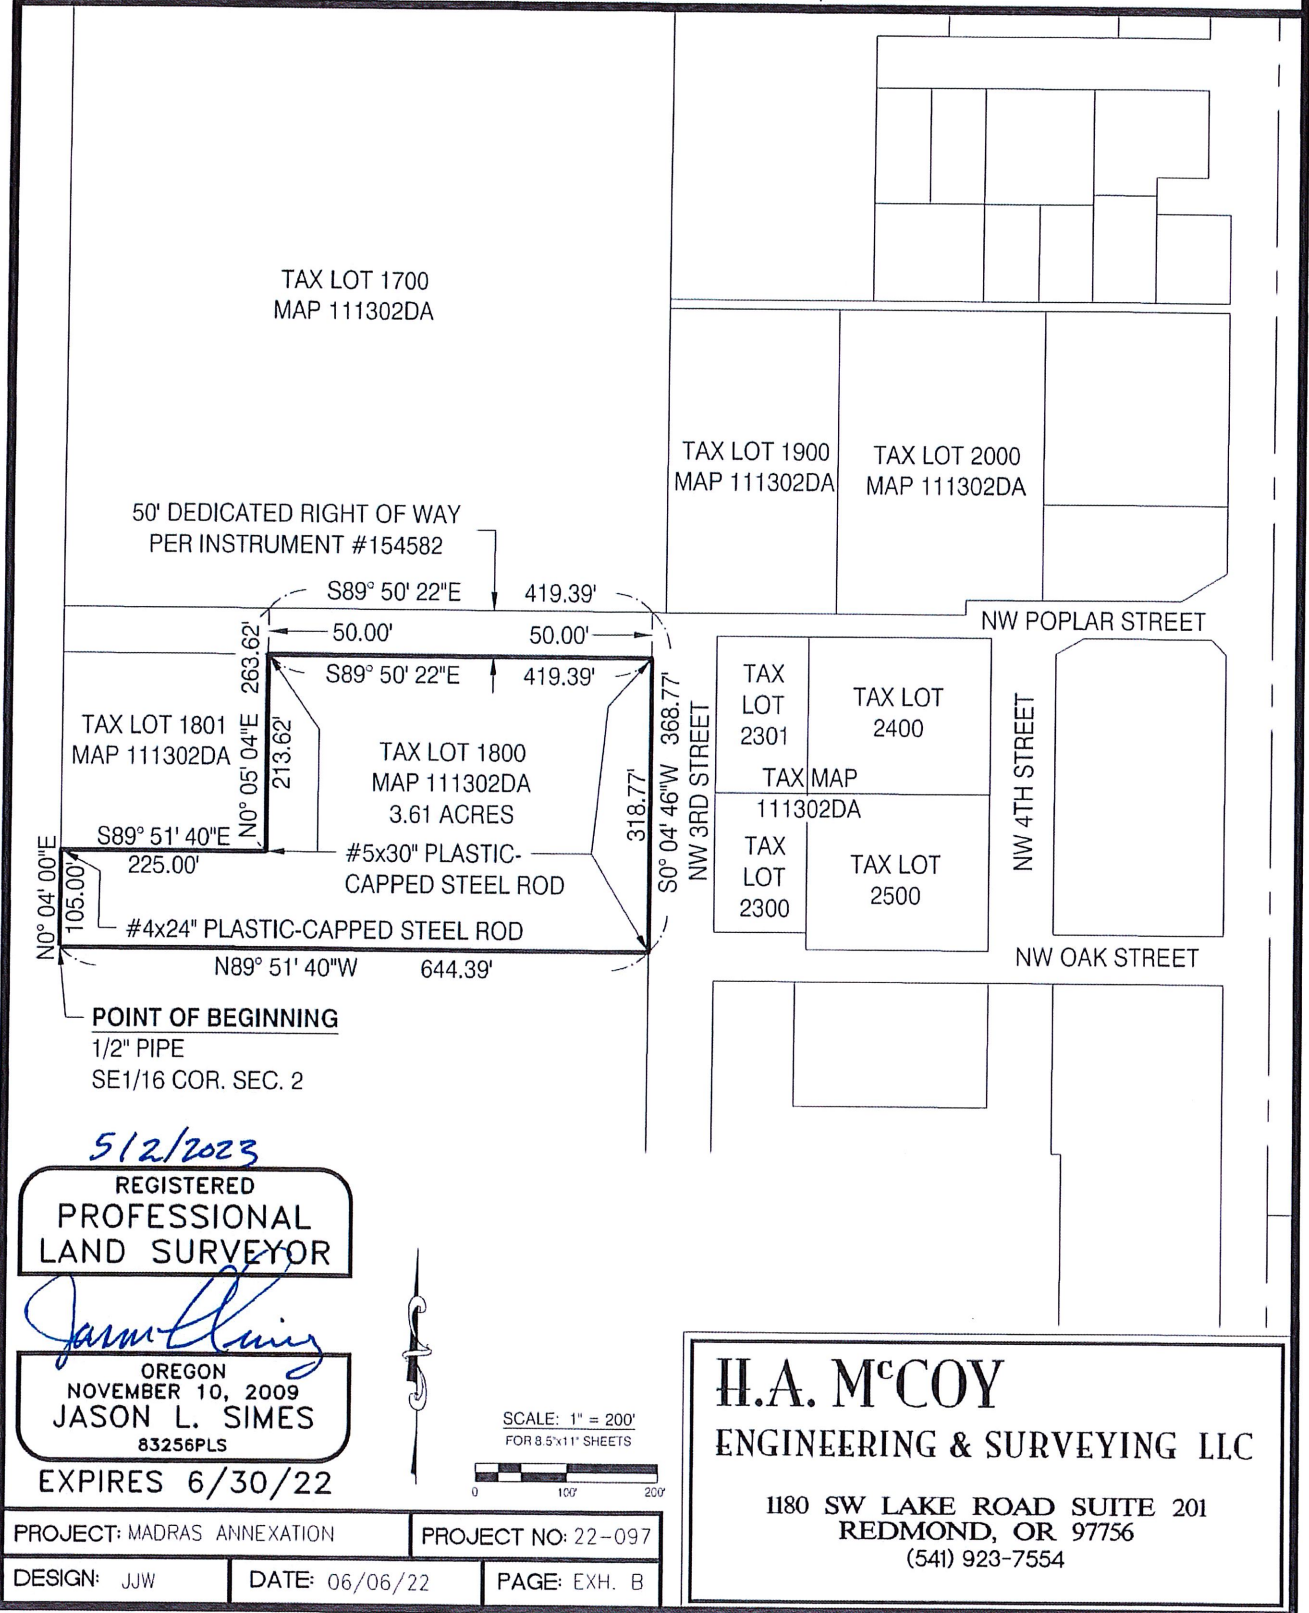 TAX LOT 1700
MAP 111302DA
TAX LOT 1900
MAP 111302DA
TAX LOT 2000
MAP 111302DA
50' DEDICATED RIGHT OF WAY
PER INSTRUMENT #154582
S89° 50' 22"E 419.39'
50.00' 50.00'
S89° 50' 22"E 419.39'
NW POPLAR STREET
TAX LOT 1801
MAP 111302DA
N0° 05' 04"E 263.62'
213.62'
TAX LOT 1800
MAP 111302DA
3.61 ACRES
318.77'
S0° 04' 46"W 368.77'
NW 3RD STREET
TAX
LOT
2301
TAX LOT
2400
TAX MAP
111302DA
TAX
LOT
2300
TAX LOT
2500
NW 4TH STREET
S89° 51' 40"E
225.00'
#5x30" PLASTIC-
CAPPED STEEL ROD
N0° 04' 00"E
105.00'
#4x24" PLASTIC-CAPPED STEEL ROD
N89° 51' 40"W 644.39'
NW OAK STREET
POINT OF BEGINNING
1/2" PIPE
SE1/16 COR. SEC. 2
5/2/2023
REGISTERED
PROFESSIONAL
LAND SURVEYOR
OREGON
NOVEMBER 10, 2009
JASON L. SIMES
83256PLS
EXPIRES 6/30/22
SCALE: 1" = 200'
FOR 8.5"x11" SHEETS
0 100' 200'
H.A. McCOY
ENGINEERING & SURVEYING LLC
1180 SW LAKE ROAD SUITE 201
REDMOND, OR 97756
(541) 923-7554
PROJECT: MADRAS ANNEXATION
PROJECT NO: 22-097
DESIGN: JJW
DATE: 06/06/22
PAGE: EXH. B